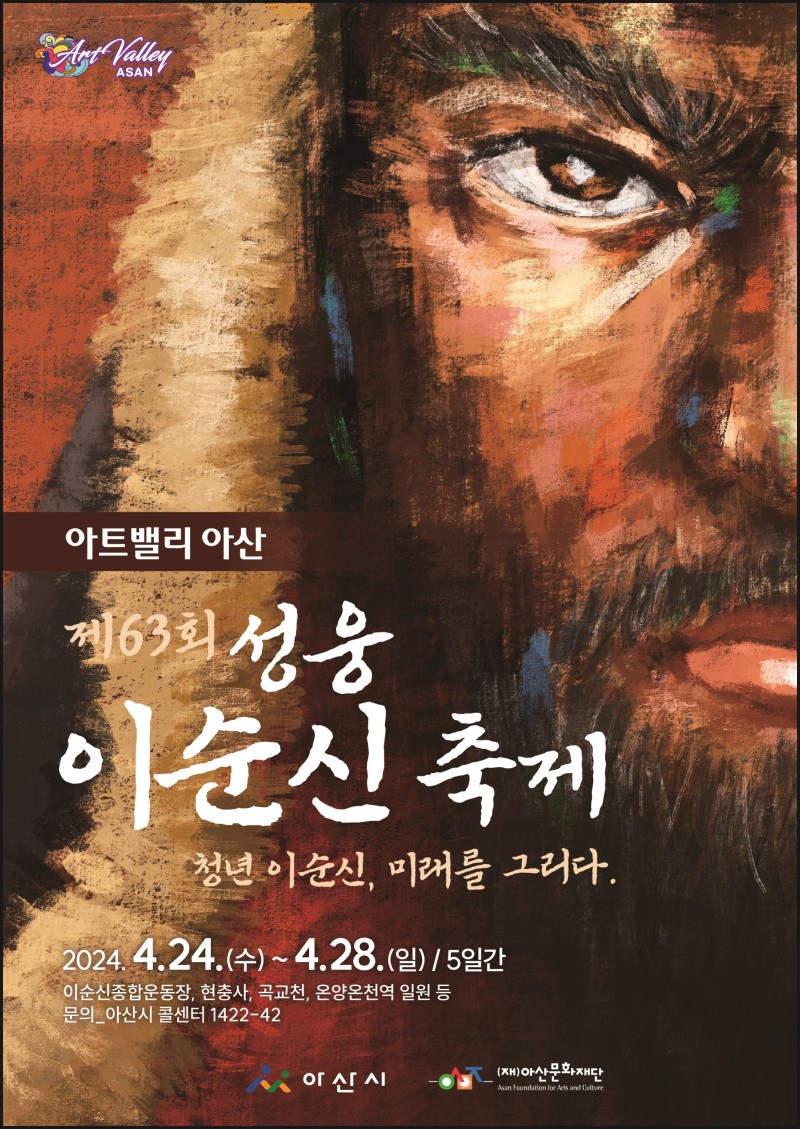 Art Valley
ASAN
아트밸리 아산
제63회 성웅
이순신 축제
청년 이순신, 미래를 그리다.
2024. 4.24.(수) ~ 4.28.(일) / 5일간
이순신종합운동장, 현충사, 곡교천, 온양온천역 일원 등
문의_아산시 콜센터 1422-42
아산시
(재)아산문화재단
Asan Foundation for Arts and Culture